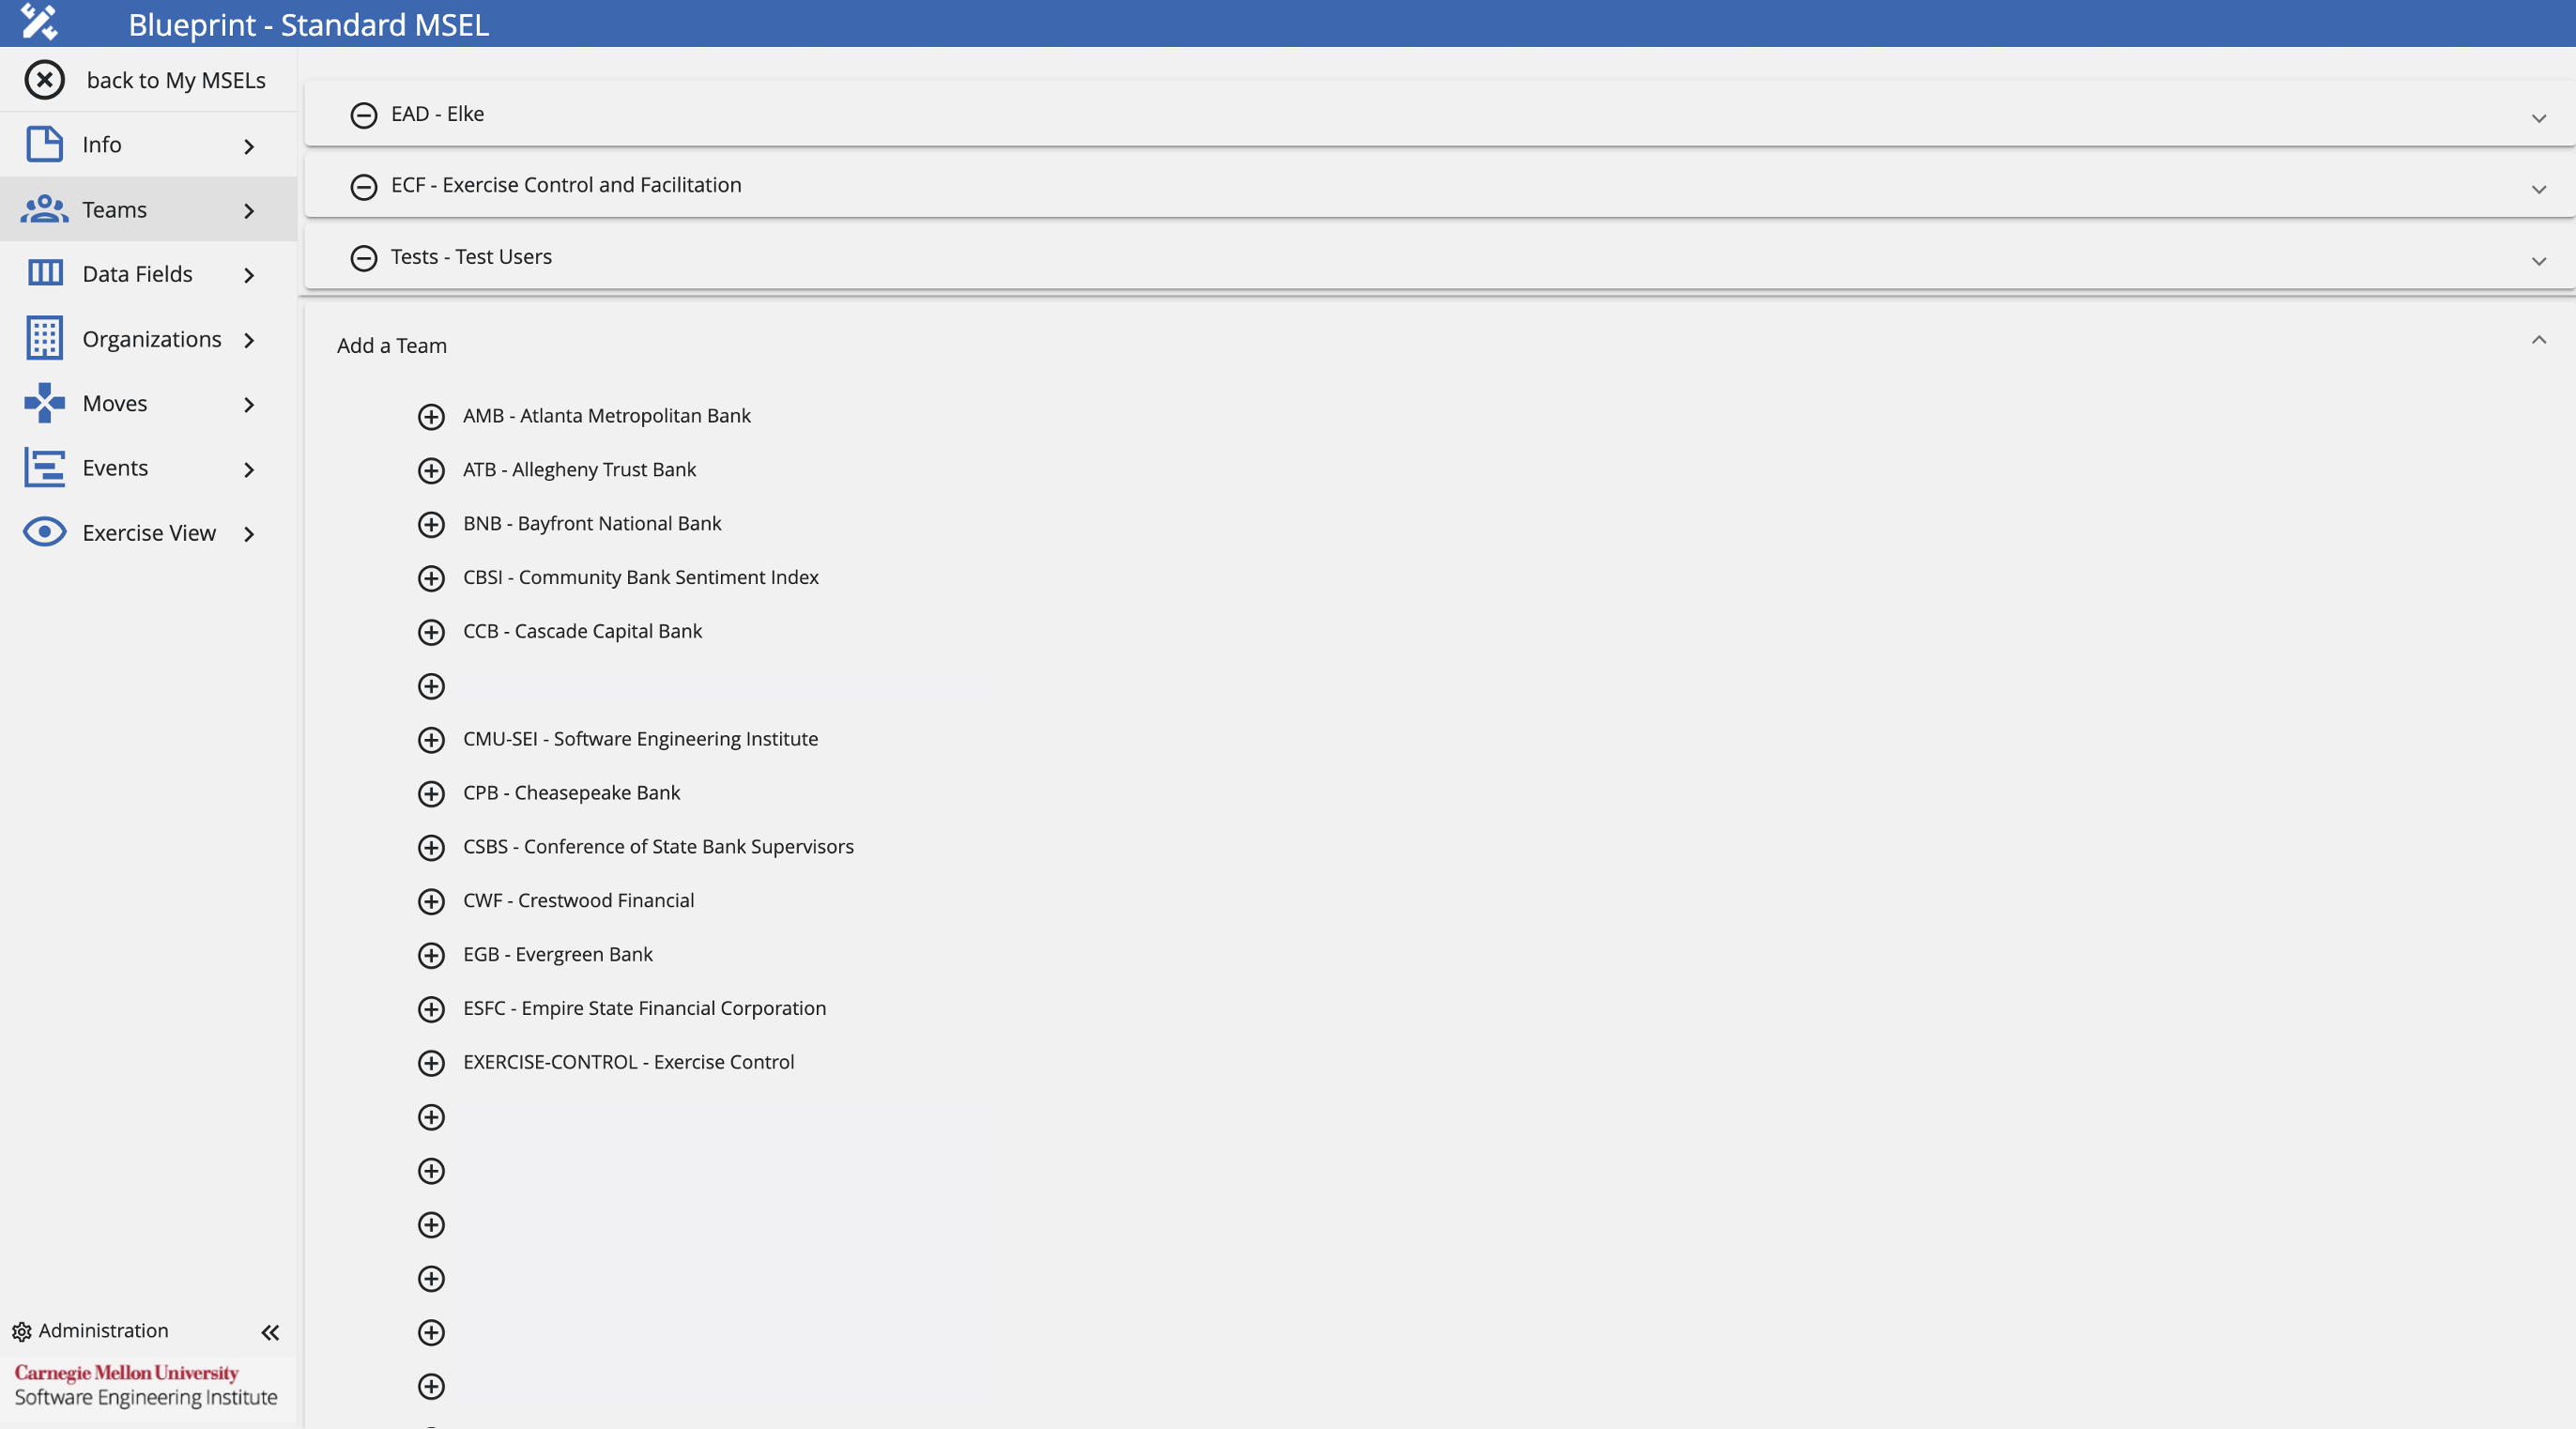 Blueprint - Standard MSEL
back to My MSELs
Info
Teams
Data Fields
Organizations
Moves
Events
Exercise View
Administration
Carnegie Mellon University
Software Engineering Institute
EAD - Elke
ECF - Exercise Control and Facilitation
Tests - Test Users
Add a Team
AMB - Atlanta Metropolitan Bank
ATB - Allegheny Trust Bank
BNB - Bayfront National Bank
CBSI - Community Bank Sentiment Index
CCB - Cascade Capital Bank
CMU-SEI - Software Engineering Institute
CPB - Cheasepeake Bank
CSBS - Conference of State Bank Supervisors
CWF - Crestwood Financial
EGB - Evergreen Bank
ESFC - Empire State Financial Corporation
EXERCISE-CONTROL - Exercise Control